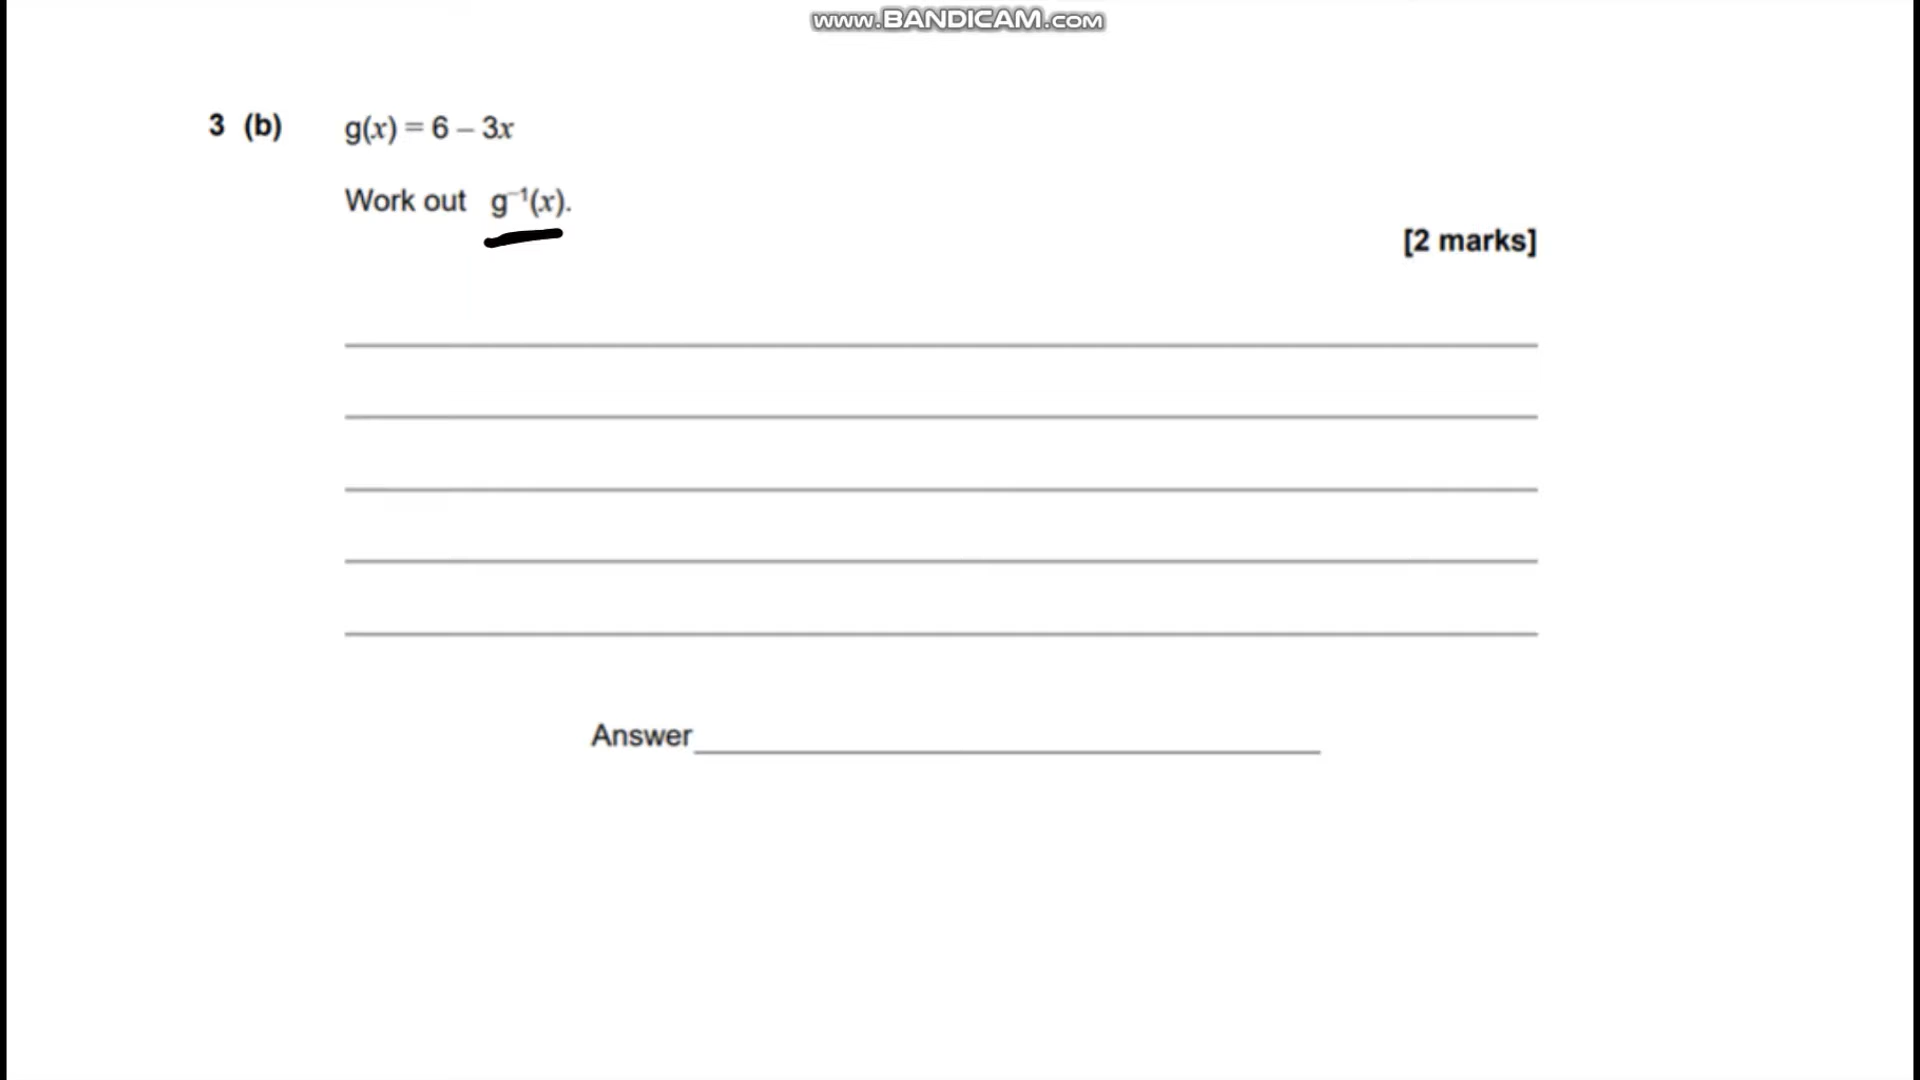 www.BANDICAM.com
3 (b) g(x) = 6 – 3x
Work out g⁻¹(x).
[2 marks]
Answer